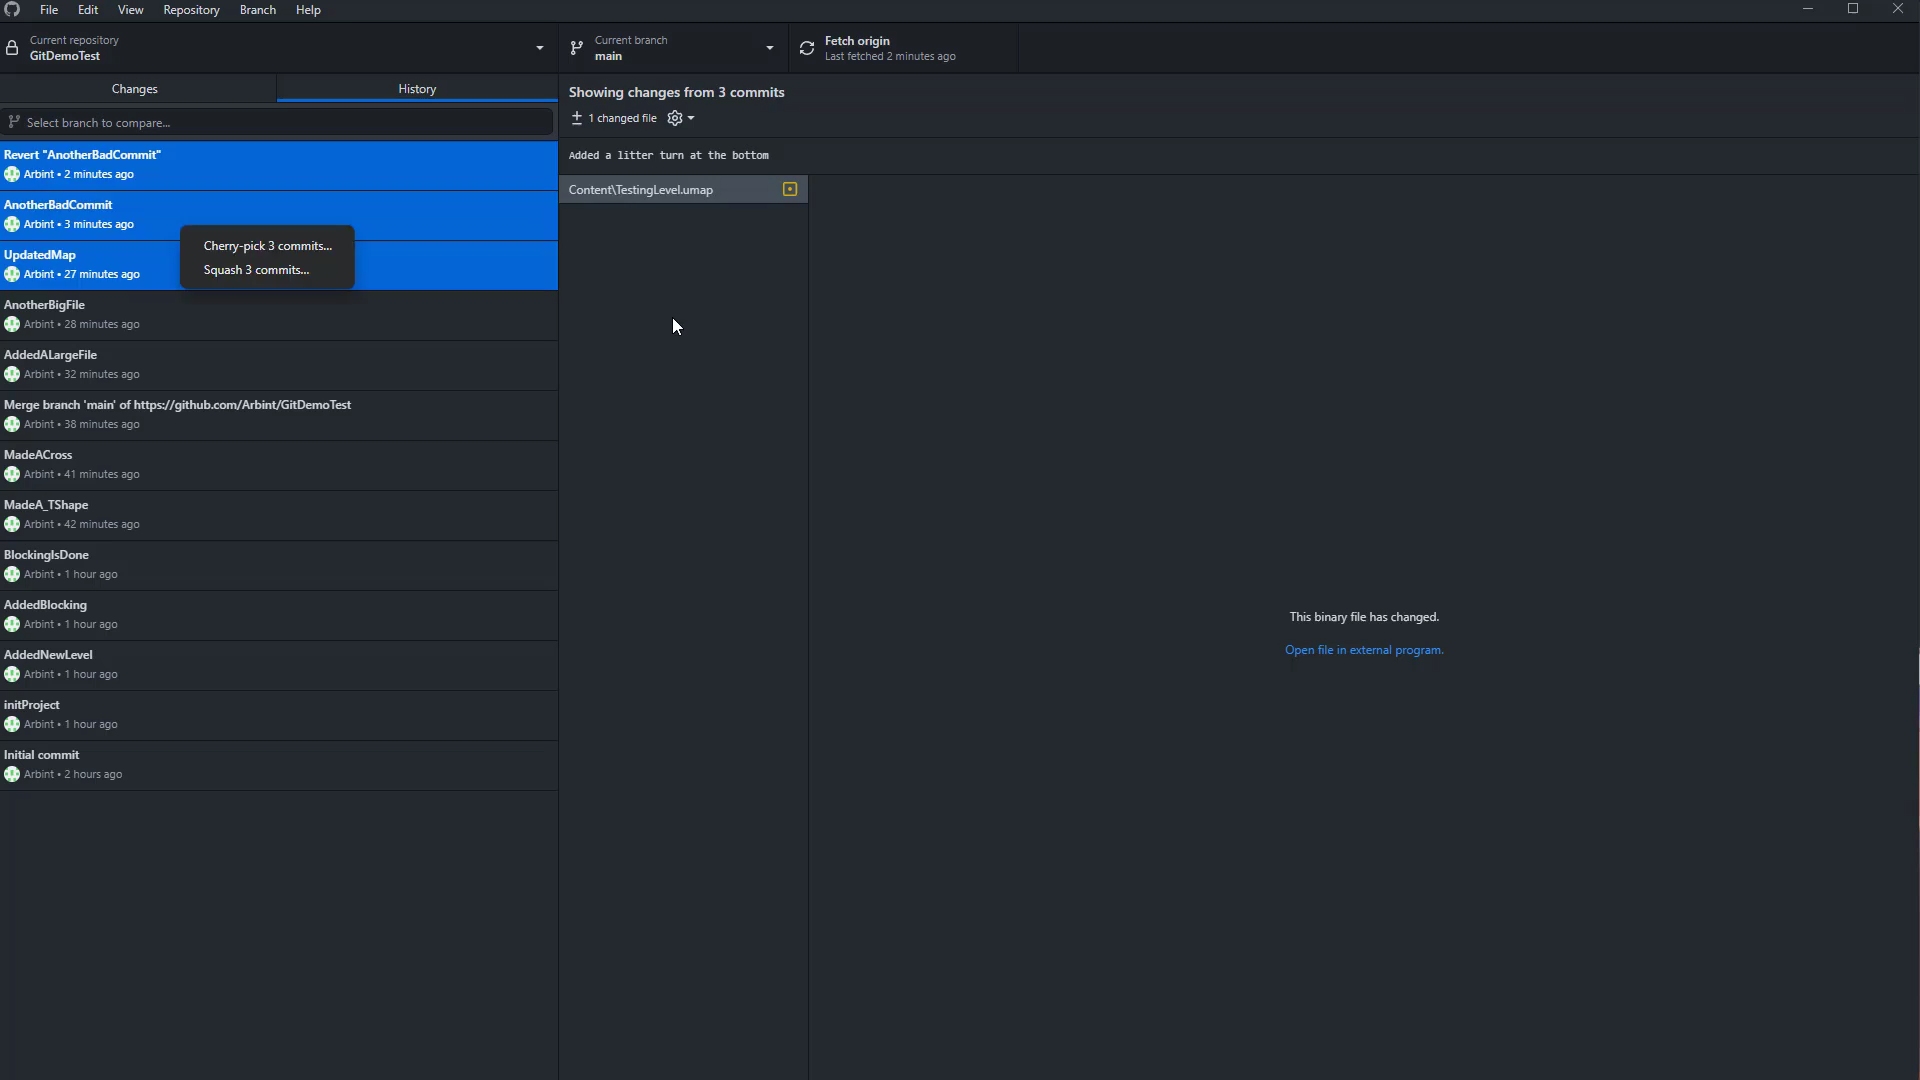 File Edit View Repository Branch Help
Current repository
GitDemoTest
Current branch
main
Fetch origin
Last fetched 2 minutes ago
Changes
History
Select branch to compare...
Revert "AnotherBadCommit"
Arbint • 2 minutes ago
AnotherBadCommit
Arbint • 3 minutes ago
UpdatedMap
Arbint • 27 minutes ago
Cherry-pick 3 commits...
Squash 3 commits...
AnotherBigFile
Arbint • 28 minutes ago
AddedALargeFile
Arbint • 32 minutes ago
Merge branch 'main' of https://github.com/Arbint/GitDemoTest
Arbint • 38 minutes ago
MadeACross
Arbint • 41 minutes ago
MadeA_TShape
Arbint • 42 minutes ago
BlockingIsDone
Arbint • 1 hour ago
AddedBlocking
Arbint • 1 hour ago
AddedNewLevel
Arbint • 1 hour ago
initProject
Arbint • 1 hour ago
Initial commit
Arbint • 2 hours ago
Showing changes from 3 commits
1 changed file
Added a litter turn at the bottom
Content\TestingLevel.umap
This binary file has changed.
Open file in external program.